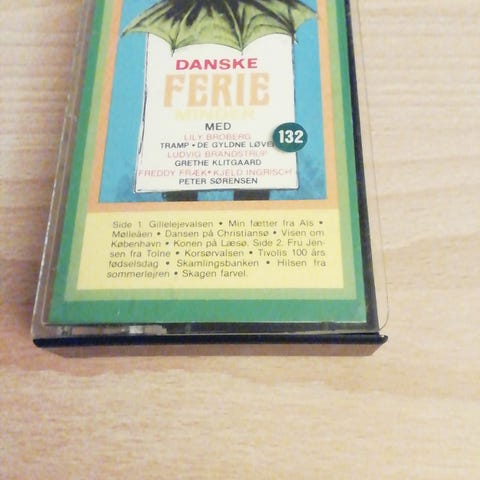 DANSKE
FERIE
MINDER
MED
LILY BROBERG
TRAMP • DE GYLDNE LØVER
132
LUDVIG BRANDSTRUP
GRETHE KLITGAARD
FREDDY FRÆK • KJELD INGRISCH
PETER SØRENSEN
Side 1. Gillelejevalsen • Min fætter fra Als •
Mølleåen • Dansen på Christiansø • Visen om
København • Konen på Læsø. Side 2. Fru Jen-
sen fra Tolne • Korsørvalsen • Tivolis 100 års
fødselsdag • Skamlingsbanken • Hilsen fra
sommerlejren • Skagen farvel.